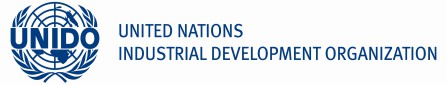 UNIDO
UNITED NATIONS
INDUSTRIAL DEVELOPMENT ORGANIZATION